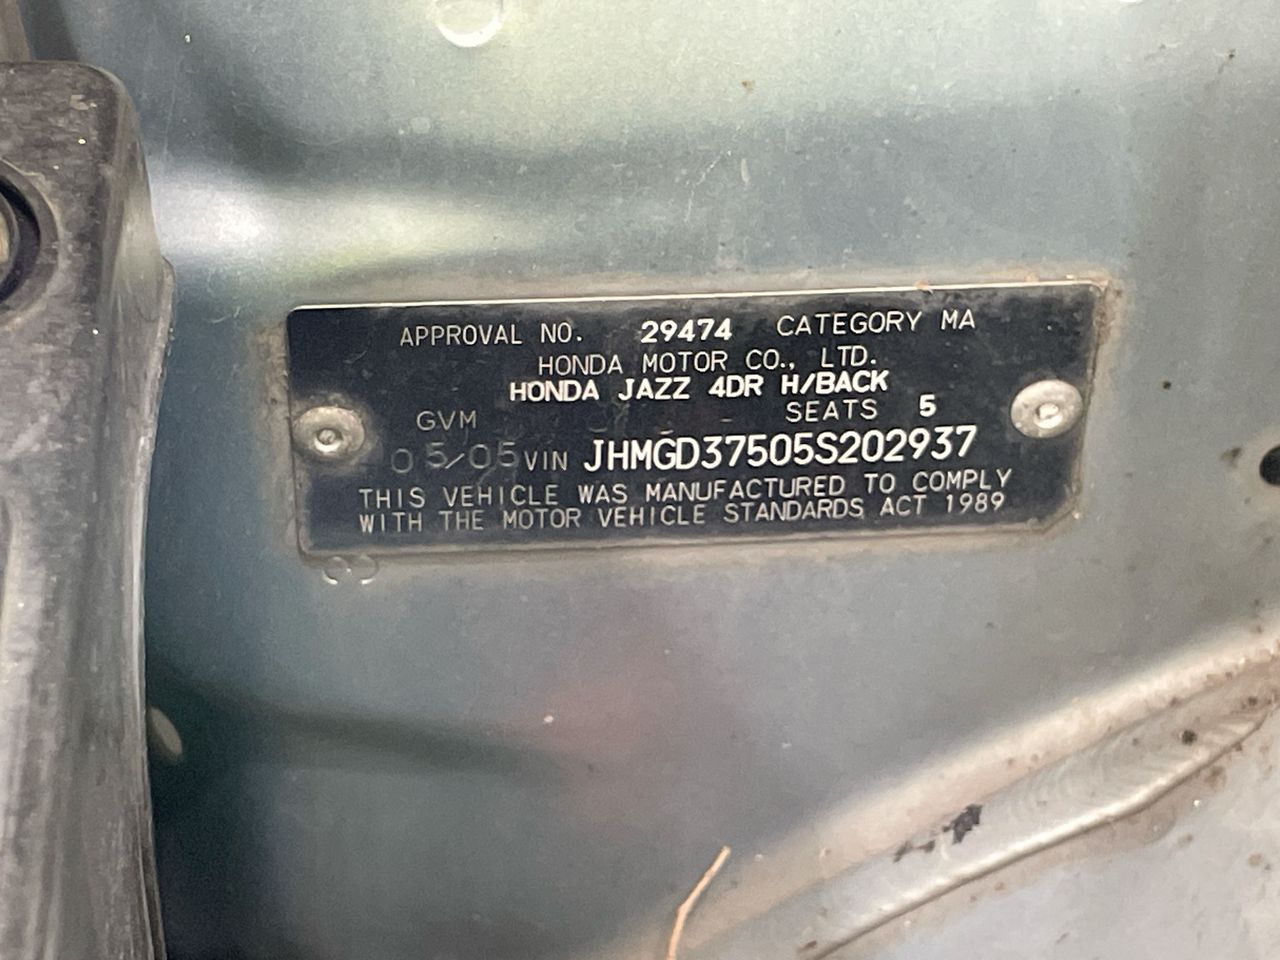 APPROVAL NO. 29474 CATEGORY MA
HONDA MOTOR CO., LTD.
HONDA JAZZ 4DR H/BACK
GVM SEATS 5
05/05 VIN JHMGD37505S202937
THIS VEHICLE WAS MANUFACTURED TO COMPLY
WITH THE MOTOR VEHICLE STANDARDS ACT 1989